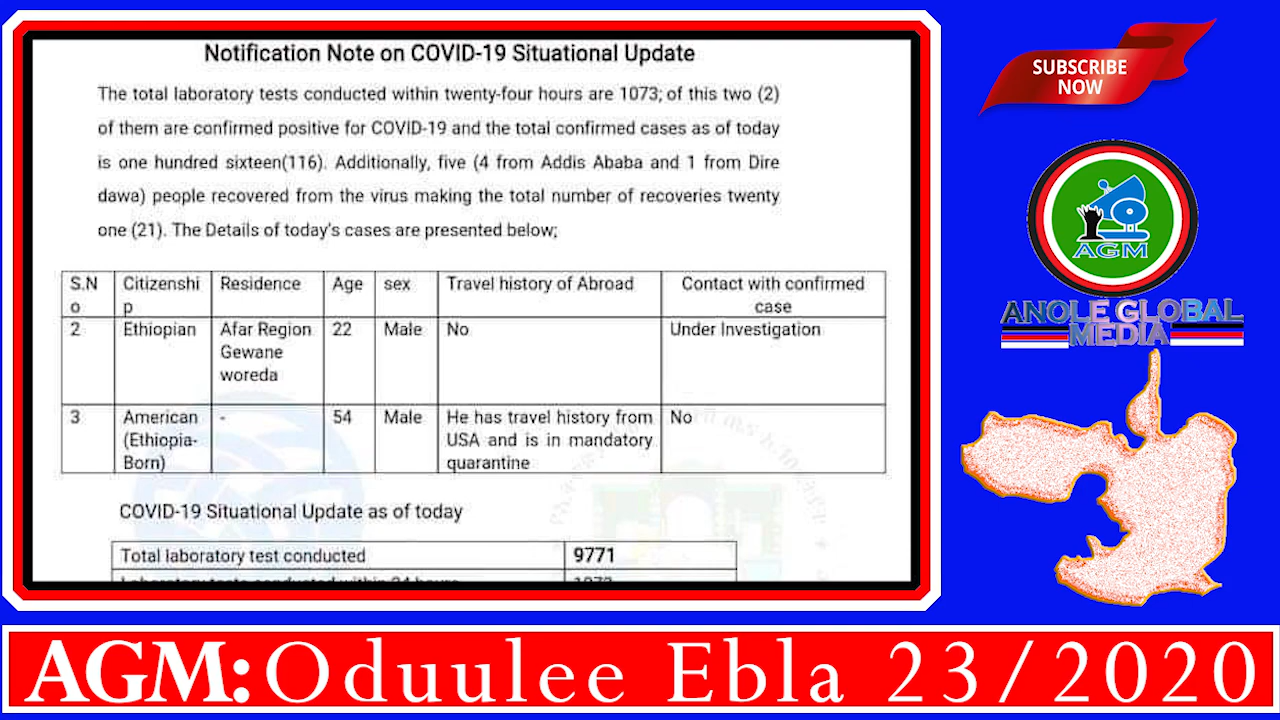 Notification Note on COVID-19 Situational Update
The total laboratory tests conducted within twenty-four hours are 1073; of this two (2)
of them are confirmed positive for COVID-19 and the total confirmed cases as of today
is one hundred sixteen(116). Additionally, five (4 from Addis Ababa and 1 from Dire
dawa) people recovered from the virus making the total number of recoveries twenty
one (21). The Details of today's cases are presented below;
S.N
o
Citizenshi
p
Residence
Age
sex
Travel history of Abroad
Contact with confirmed
case
2
Ethiopian
Afar Region
Gewane
woreda
22
Male
No
Under Investigation
3
American
(Ethiopia-
Born)
-
54
Male
He has travel history from
USA and is in mandatory
quarantine
No
COVID-19 Situational Update as of today
Total laboratory test conducted
9771
Laboratory tests conducted within 24 hours
1073
SUBSCRIBE
NOW
AGM
ANOLE GLOBAL
MEDIA
AGM:Oduulee Ebla 23/2020